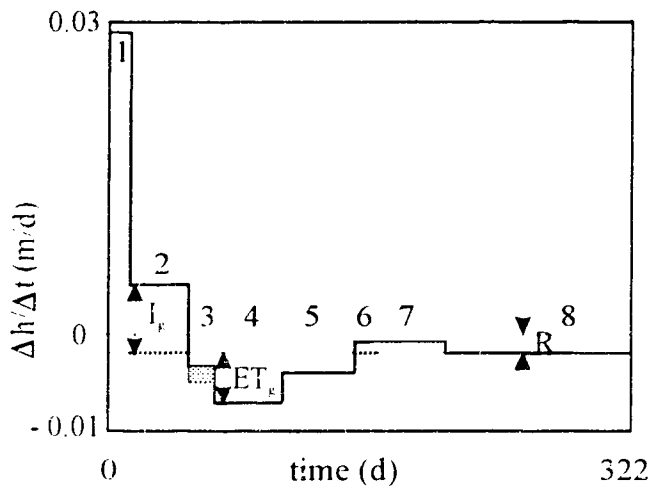 0.03
1
2
I_g
3 4 5 6 7 8
0
R
ET_g
- 0.01
0 time (d) 322
Δh/Δt (m/d)